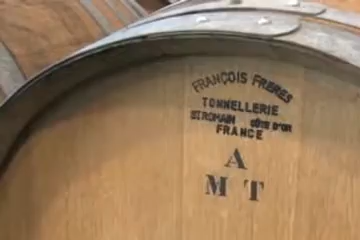 FRANÇOIS FRERES
TONNELLERIE
ST ROMAIN CÔTE D'OR
FRANCE
A
M T